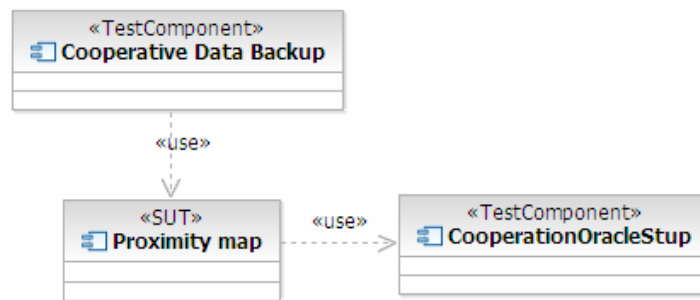 «TestComponent»
Cooperative Data Backup
«use»
«SUT»
Proximity map
«use»
«TestComponent»
CooperationOracleStup